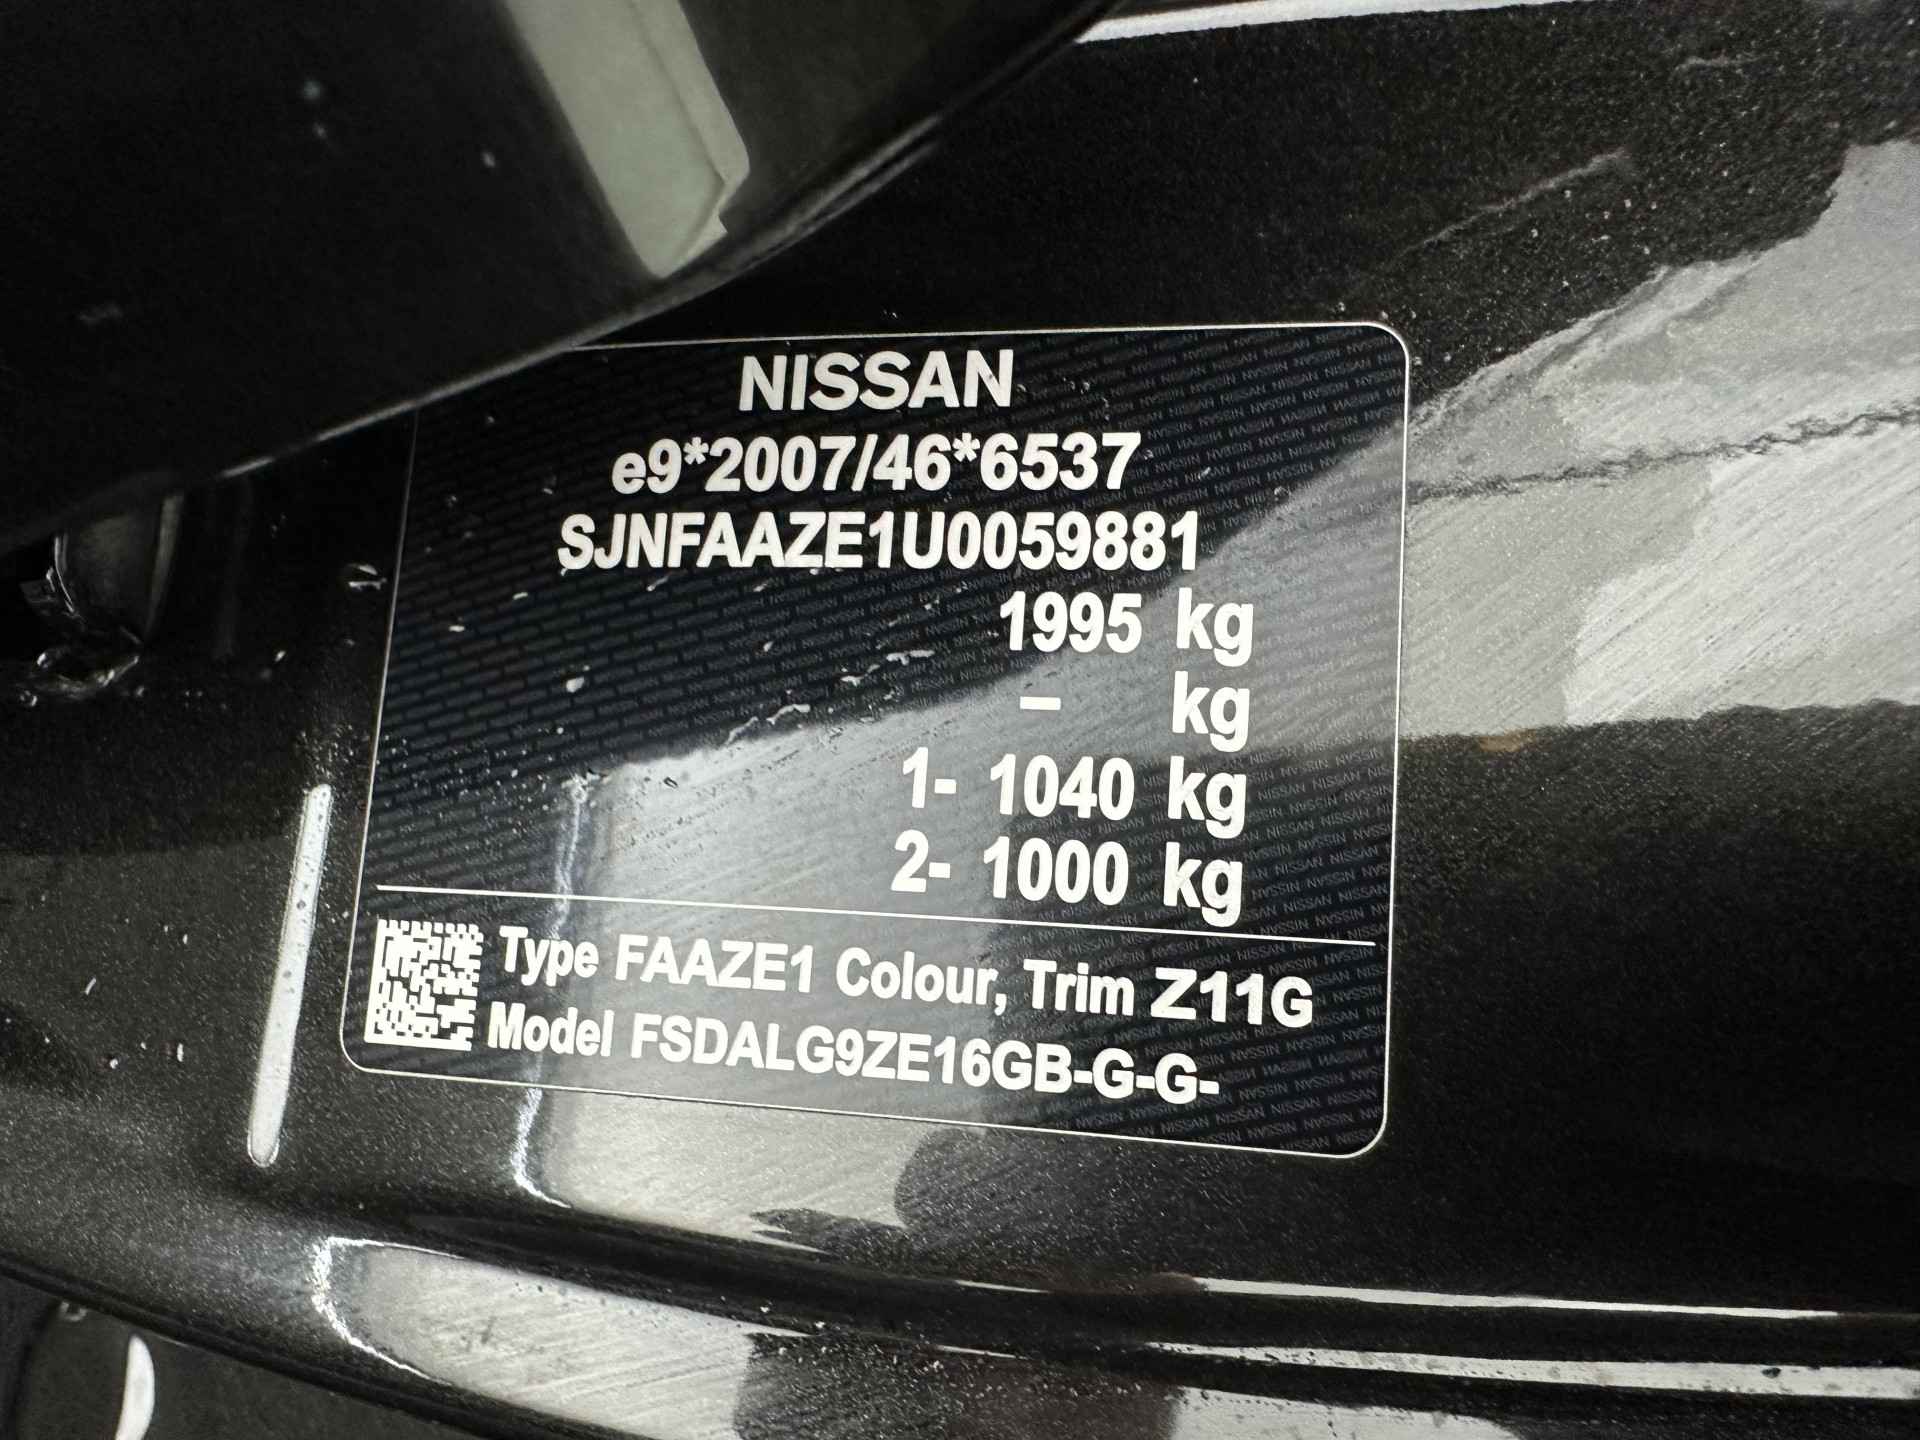 NISSAN
e9*2007/46*6537
SJNFAAZE1U0059881
1995 kg
– kg
1- 1040 kg
2- 1000 kg
Type FAAZE1 Colour, Trim Z11G
Model FSDALG9ZE16GB-G-G-